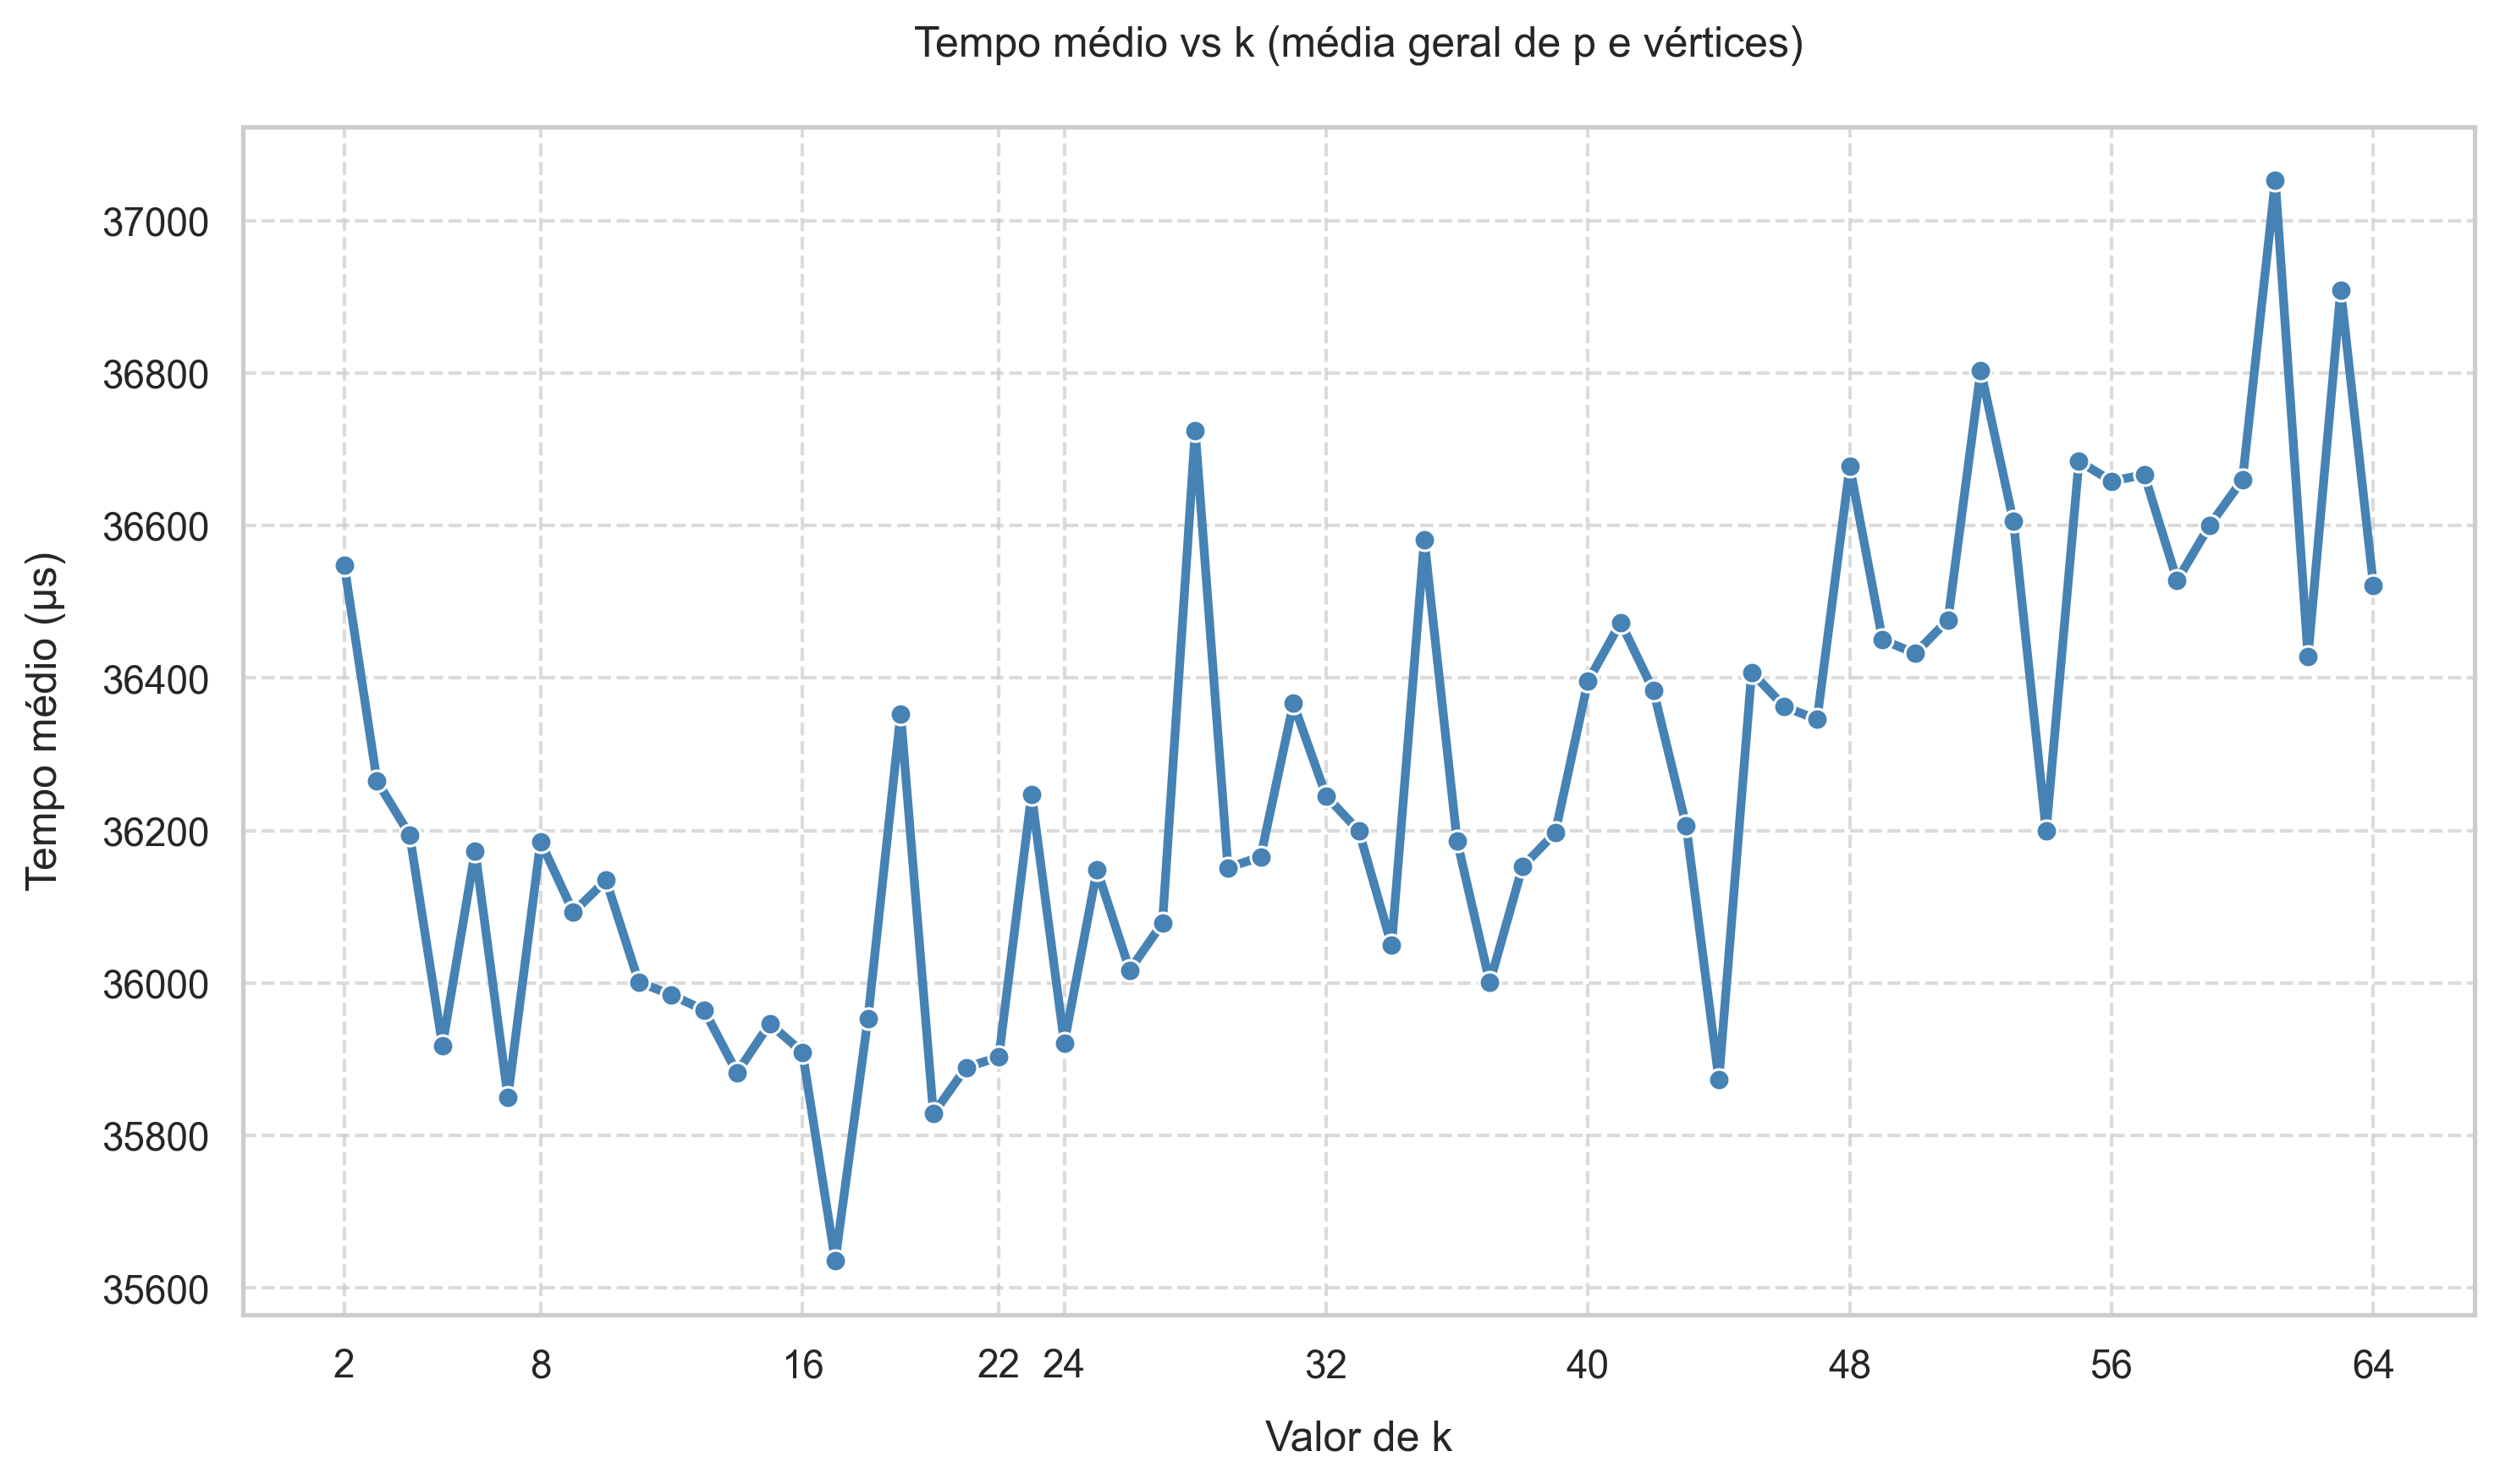 Tempo médio vs k (média geral de p e vértices)
Tempo médio (µs)
37000
36800
36600
36400
36200
36000
35800
35600
2 8 16 22 24 32 40 48 56 64
Valor de k